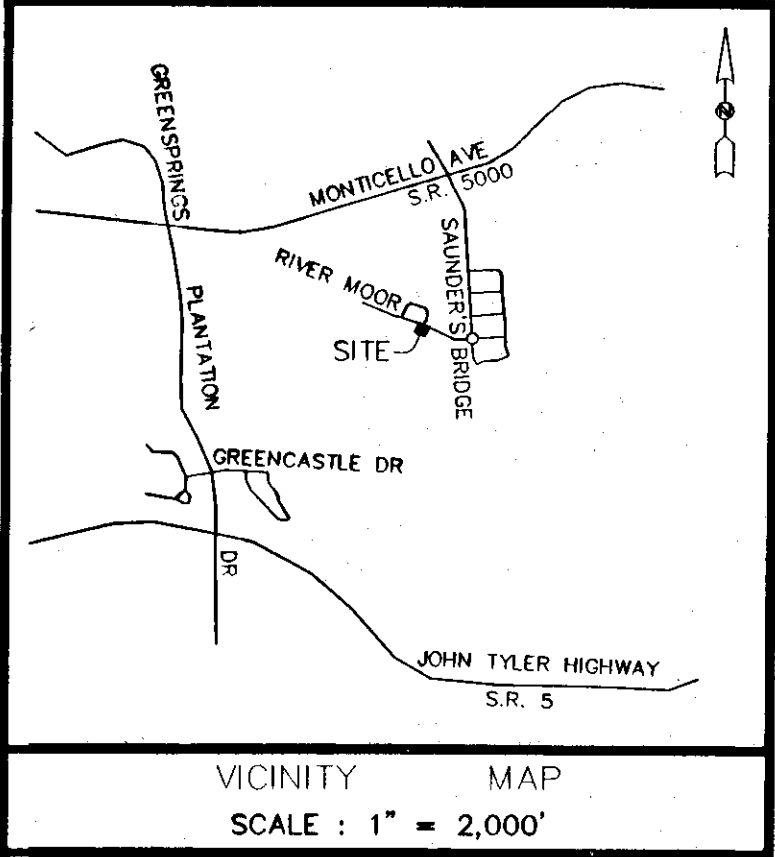 GREENSPRINGS
PLANTATION
DR
MONTICELLO AVE
S.R. 5000
N
RIVER MOOR
SAUNDER'S BRIDGE
SITE
GREENCASTLE DR
JOHN TYLER HIGHWAY
S.R. 5
VICINITY MAP
SCALE : 1" = 2,000'